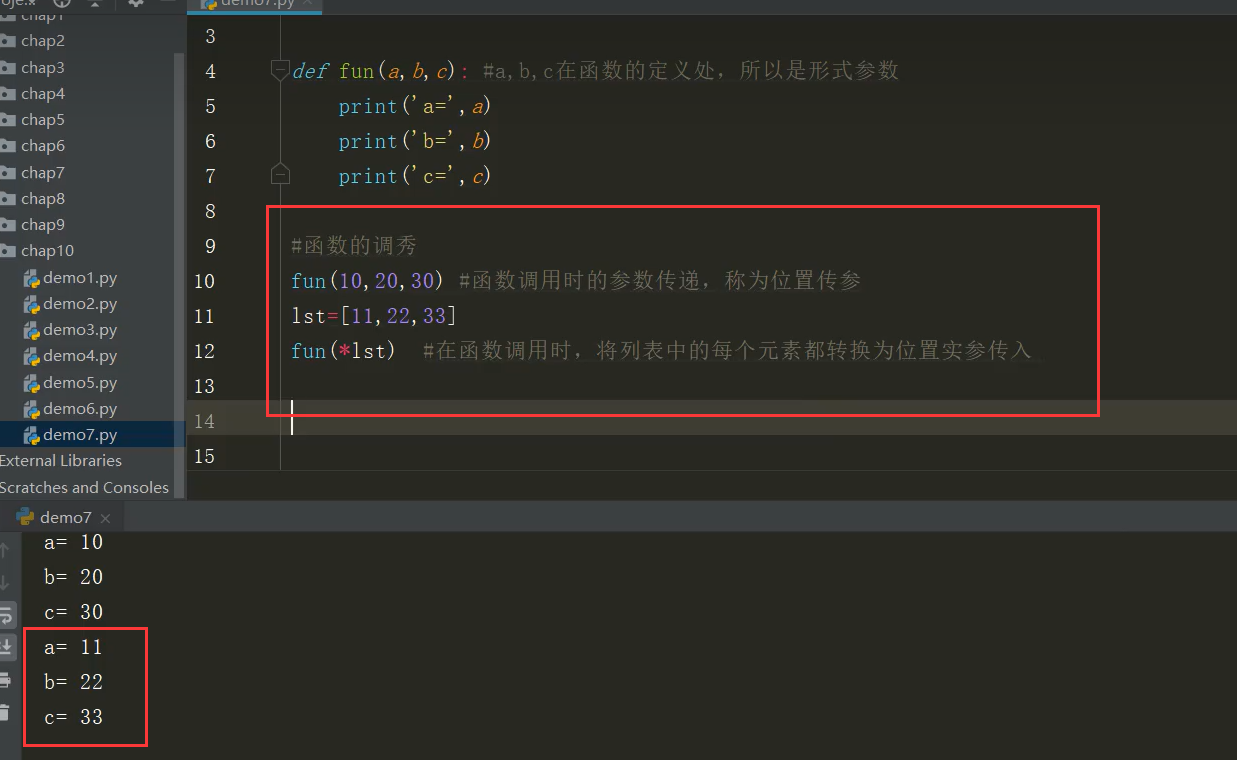 demo7.py
chap1
chap2
chap3
chap4
chap5
chap6
chap7
chap8
chap9
chap10
demo1.py
demo2.py
demo3.py
demo4.py
demo5.py
demo6.py
demo7.py
External Libraries
Scratches and Consoles
3
4 def fun(a,b,c): #a,b,c在函数的定义处，所以是形式参数
5 print('a=',a)
6 print('b=',b)
7 print('c=',c)
8
9 #函数的调秀
10 fun(10,20,30) #函数调用时的参数传递，称为位置传参
11 lst=[11,22,33]
12 fun(*lst) #在函数调用时，将列表中的每个元素都转换为位置实参传入
13
14
15
demo7
a= 10
b= 20
c= 30
a= 11
b= 22
c= 33